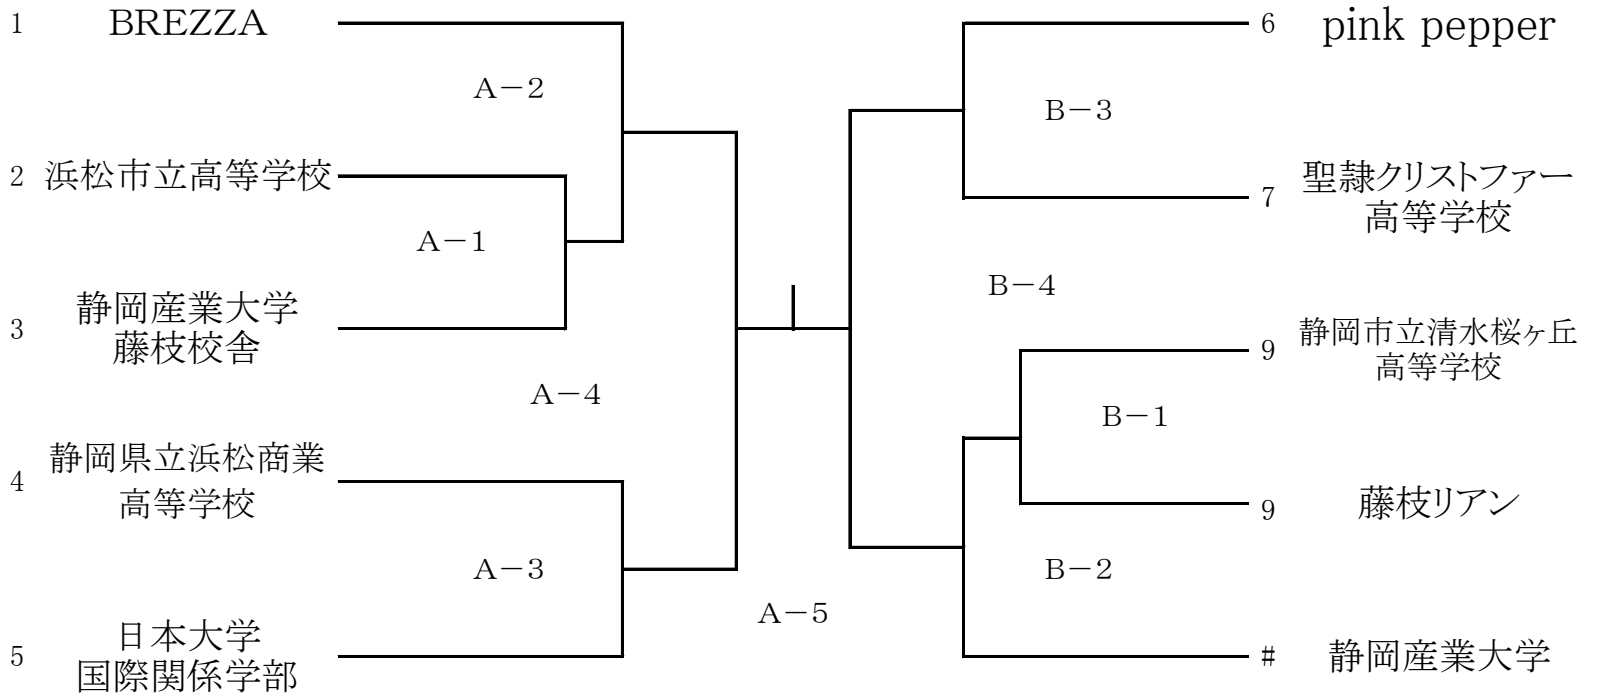 1 BREZZA
A－2
2 浜松市立高等学校
A－1
3 静岡産業大学
藤枝校舎
A－4
4 静岡県立浜松商業
高等学校
A－3
5 日本大学
国際関係学部
A－5
6 pink pepper
B－3
7 聖隷クリストファー
高等学校
B－4
9 静岡市立清水桜ヶ丘
高等学校
B－1
9 藤枝リアン
B－2
# 静岡産業大学